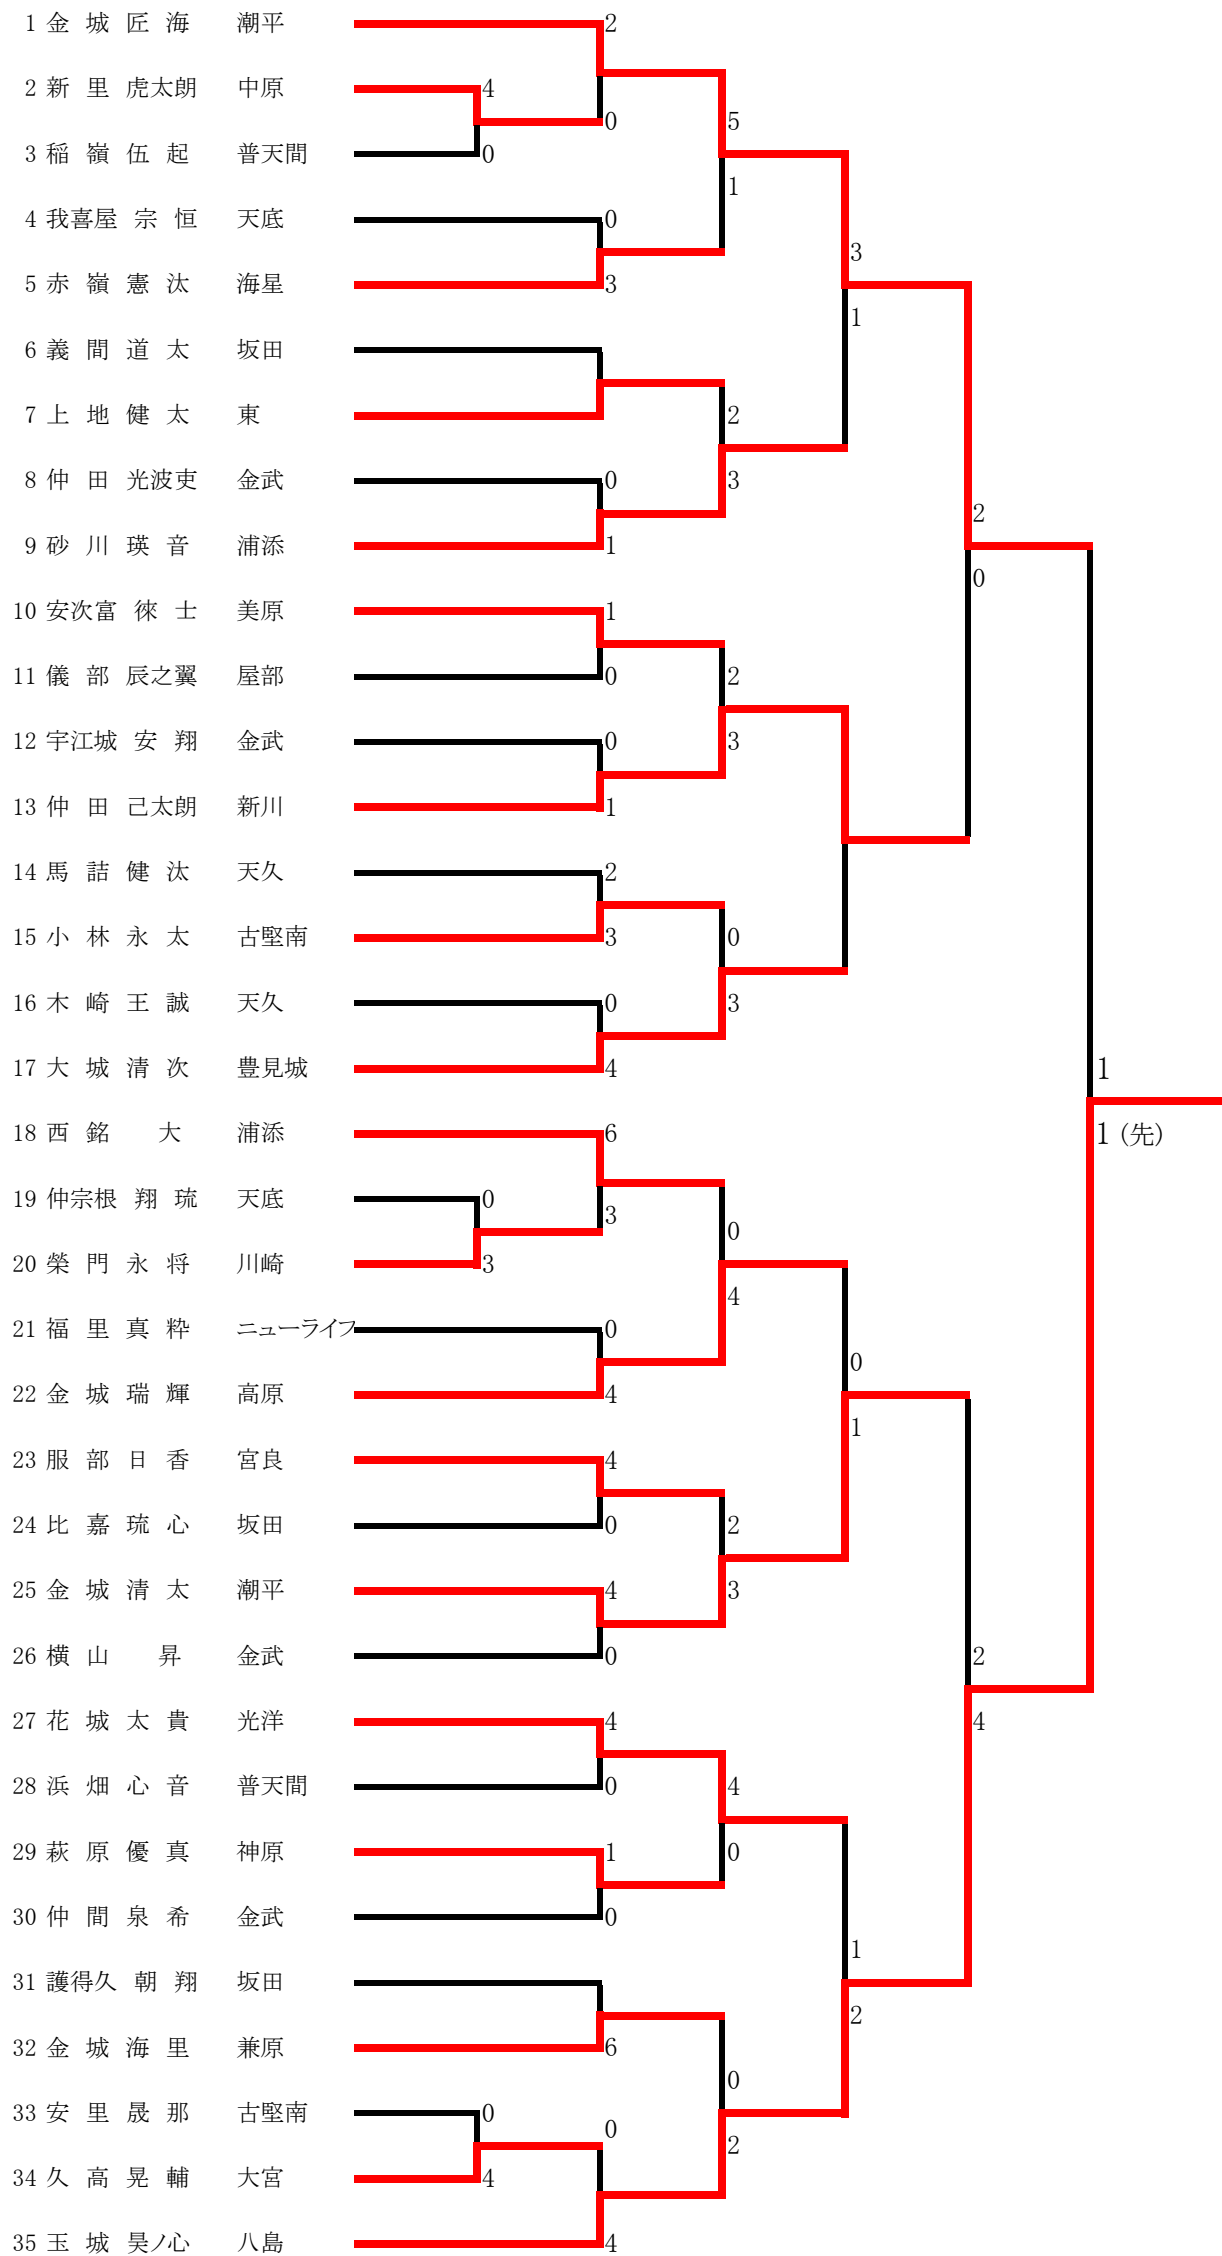 1 金 城 匠 海 潮平 2
2 新 里 虎太朗 中原 4
0 5
3 稲 嶺 伍 起 普天間 0
1
4 我喜屋 宗 恒 天底 0
3
5 赤 嶺 憲 汰 海星 3
1
6 義 間 道 太 坂田
7 上 地 健 太 東 2
8 仲 田 光波吏 金武 0 3
2
9 砂 川 瑛 音 浦添 1
0
10 安次富 徠 士 美原 1
11 儀 部 辰之翼 屋部 0 2
12 宇江城 安 翔 金武 0 3
13 仲 田 己太朗 新川 1
14 馬 詰 健 汰 天久 2
15 小 林 永 太 古堅南 3 0
16 木 崎 王 誠 天久 0 3
17 大 城 清 次 豊見城 4 1
18 西 銘 大 浦添 6 1 (先)
19 仲宗根 翔 琉 天底 0
3 0
20 榮 門 永 将 川崎 3
4
21 福 里 真 粋 ニューライフ 0
0
22 金 城 瑞 輝 高原 4
1
23 服 部 日 香 宮良 4
24 比 嘉 琉 心 坂田 0 2
25 金 城 清 太 潮平 4 3
26 横 山 昇 金武 0 2
27 花 城 太 貴 光洋 4 4
28 浜 畑 心 音 普天間 0 4
29 萩 原 優 真 神原 1 0
30 仲 間 泉 希 金武 0
1
31 護得久 朝 翔 坂田
2
32 金 城 海 里 兼原 6
0
33 安 里 晟 那 古堅南 0
0 2
34 久 高 晃 輔 大宮 4
35 玉 城 昊ノ心 八島 4